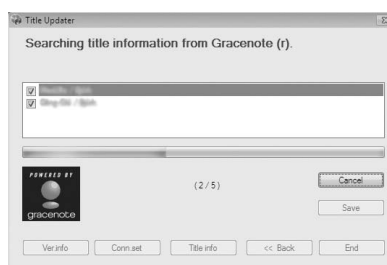 Title Updater
Searching title information from Gracenote (r).
POWERED BY
gracenote
(2/5)
Cancel
Save
Ver.info
Conn.set
Title info
<< Back
End